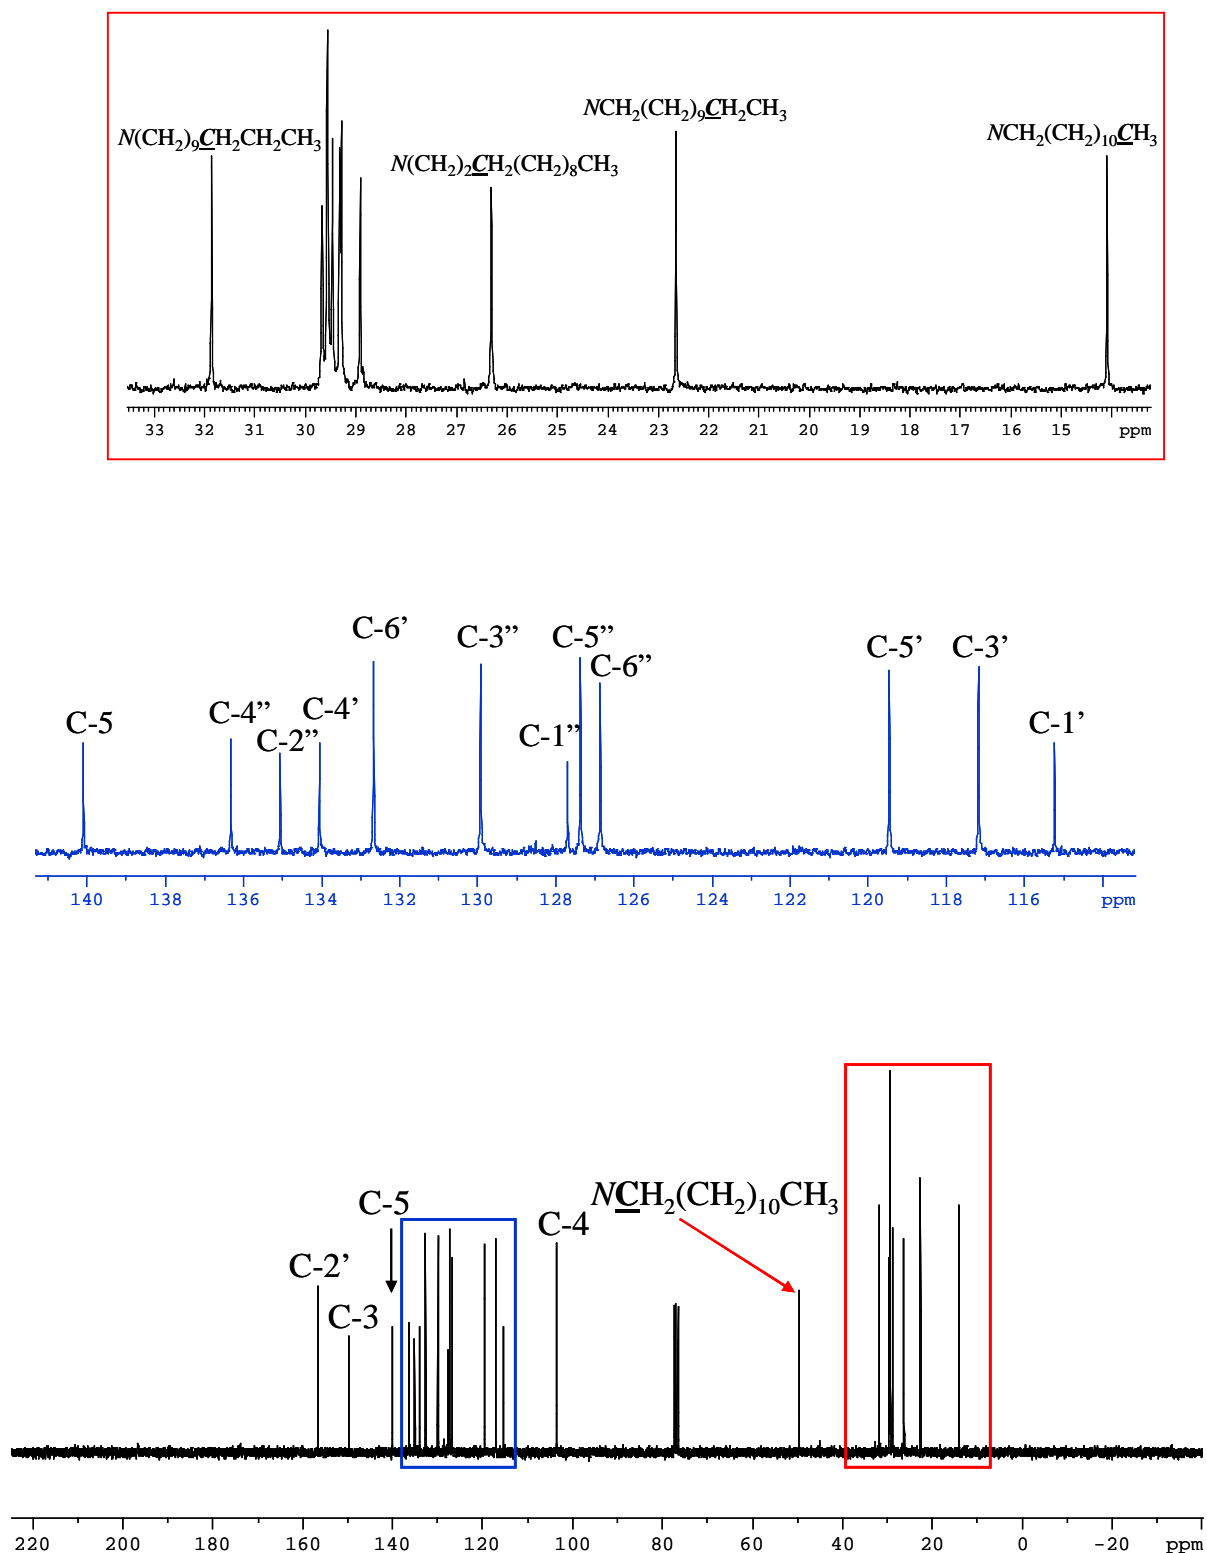 NCH₂(CH₂)₉CH₂CH₃
N(CH₂)₉CH₂CH₂CH₃
NCH₂(CH₂)₁₀CH₃
N(CH₂)₂CH₂(CH₂)₈CH₃
33 32 31 30 29 28 27 26 25 24 23 22 21 20 19 18 17 16 15 ppm
C-6’
C-3” C-5”
C-5’ C-3’
C-6”
C-4” C-4’
C-5
C-2” C-1”
C-1’
140 138 136 134 132 130 128 126 124 122 120 118 116 ppm
NCH₂(CH₂)₁₀CH₃
C-5
C-4
C-2’
C-3
220 200 180 160 140 120 100 80 60 40 20 0 -20 ppm